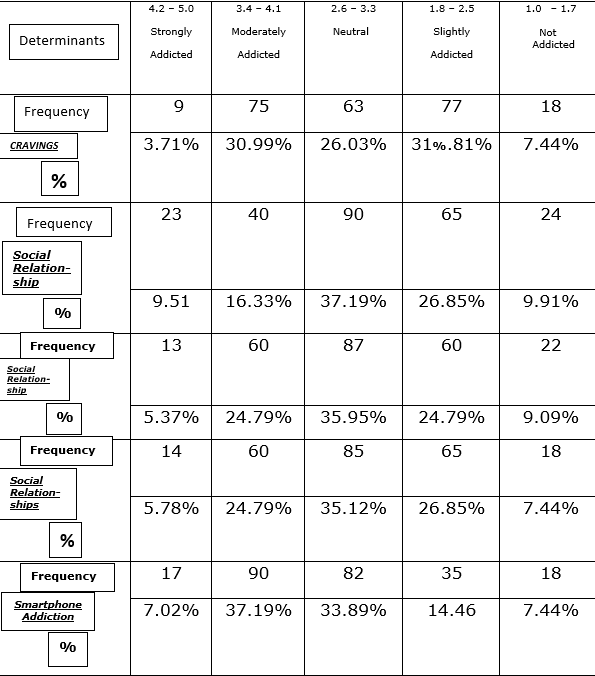 Determinants
4.2 – 5.0
Strongly
Addicted
3.4 – 4.1
Moderately
Addicted
2.6 – 3.3
Neutral
1.8 – 2.5
Slightly
Addicted
1.0 – 1.7
Not
Addicted
Frequency 9 75 63 77 18
CRAVINGS 3.71% 30.99% 26.03% 31%.81% 7.44%
%
Frequency 23 40 90 65 24
Social
Relation-
ship
% 9.51 16.33% 37.19% 26.85% 9.91%
Frequency 13 60 87 60 22
Social
Relation-
ship
% 5.37% 24.79% 35.95% 24.79% 9.09%
Frequency 14 60 85 65 18
Social
Relation-
ships
5.78% 24.79% 35.12% 26.85% 7.44%
%
Frequency 17 90 82 35 18
Smartphone
Addiction
7.02% 37.19% 33.89% 14.46 7.44%
%